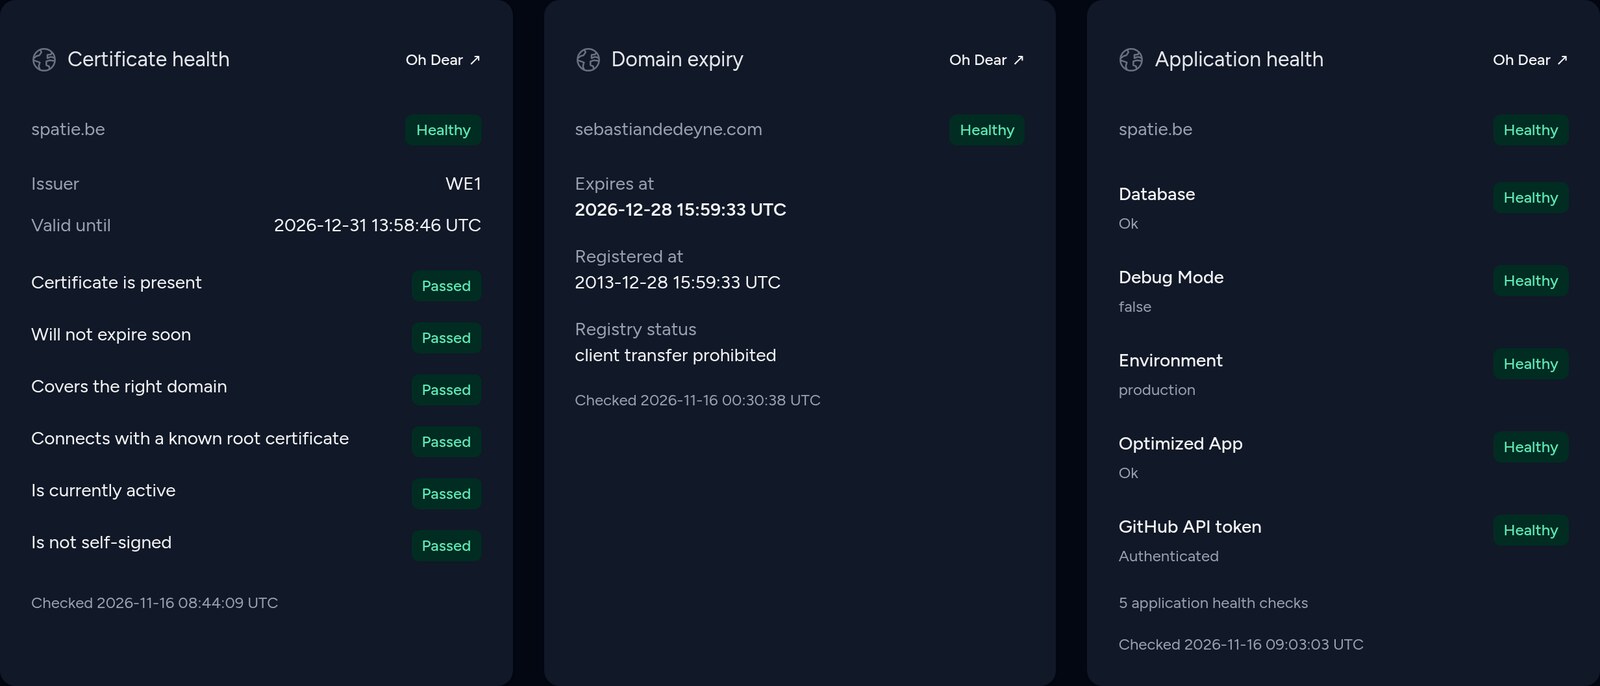 Certificate health
Oh Dear ↗
spatie.be
Healthy
Issuer
WE1
Valid until
2026-12-31 13:58:46 UTC
Certificate is present
Passed
Will not expire soon
Passed
Covers the right domain
Passed
Connects with a known root certificate
Passed
Is currently active
Passed
Is not self-signed
Passed
Checked 2026-11-16 08:44:09 UTC
Domain expiry
Oh Dear ↗
sebastiandedeyne.com
Healthy
Expires at
2026-12-28 15:59:33 UTC
Registered at
2013-12-28 15:59:33 UTC
Registry status
client transfer prohibited
Checked 2026-11-16 00:30:38 UTC
Application health
Oh Dear ↗
spatie.be
Healthy
Database
Healthy
Ok
Debug Mode
Healthy
false
Environment
Healthy
production
Optimized App
Healthy
Ok
GitHub API token
Healthy
Authenticated
5 application health checks
Checked 2026-11-16 09:03:03 UTC